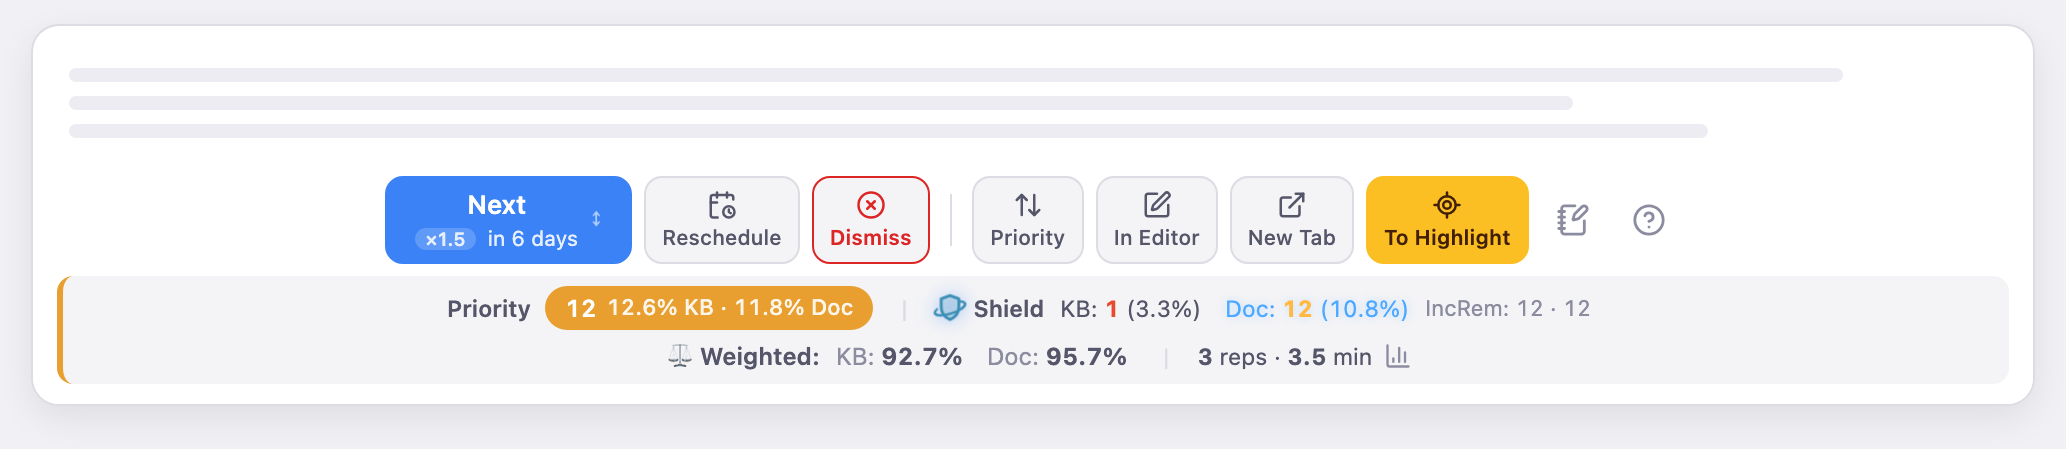 Next
×1.5 in 6 days
Reschedule
Dismiss
Priority
In Editor
New Tab
To Highlight
Priority 12 12.6% KB · 11.8% Doc | Shield KB: 1 (3.3%) Doc: 12 (10.8%) IncRem: 12 · 12
Weighted: KB: 92.7% Doc: 95.7% | 3 reps · 3.5 min